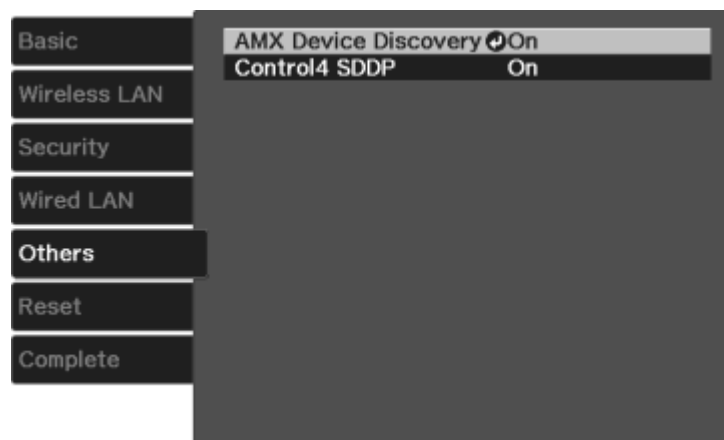 Basic
Wireless LAN
Security
Wired LAN
Others
Reset
Complete
AMX Device Discovery On
Control4 SDDP On